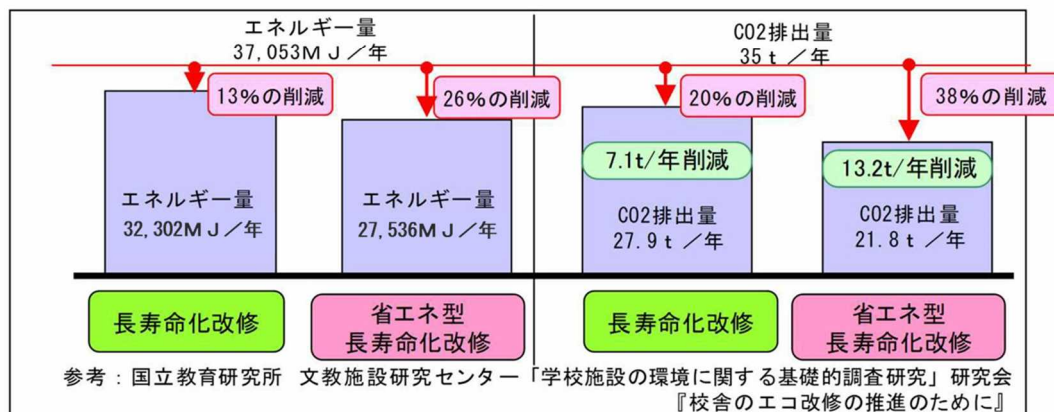 エネルギー量
37,053MJ／年
13%の削減
26%の削減
エネルギー量
32,302MJ／年
エネルギー量
27,536MJ／年
長寿命化改修
省エネ型
長寿命化改修
CO2排出量
35t／年
20%の削減
38%の削減
7.1t/年削減
13.2t/年削減
CO2排出量
27.9t／年
CO2排出量
21.8t／年
長寿命化改修
省エネ型
長寿命化改修
参考：国立教育研究所 文教施設研究センター「学校施設の環境に関する基礎的調査研究」研究会
『校舎のエコ改修の推進のために』